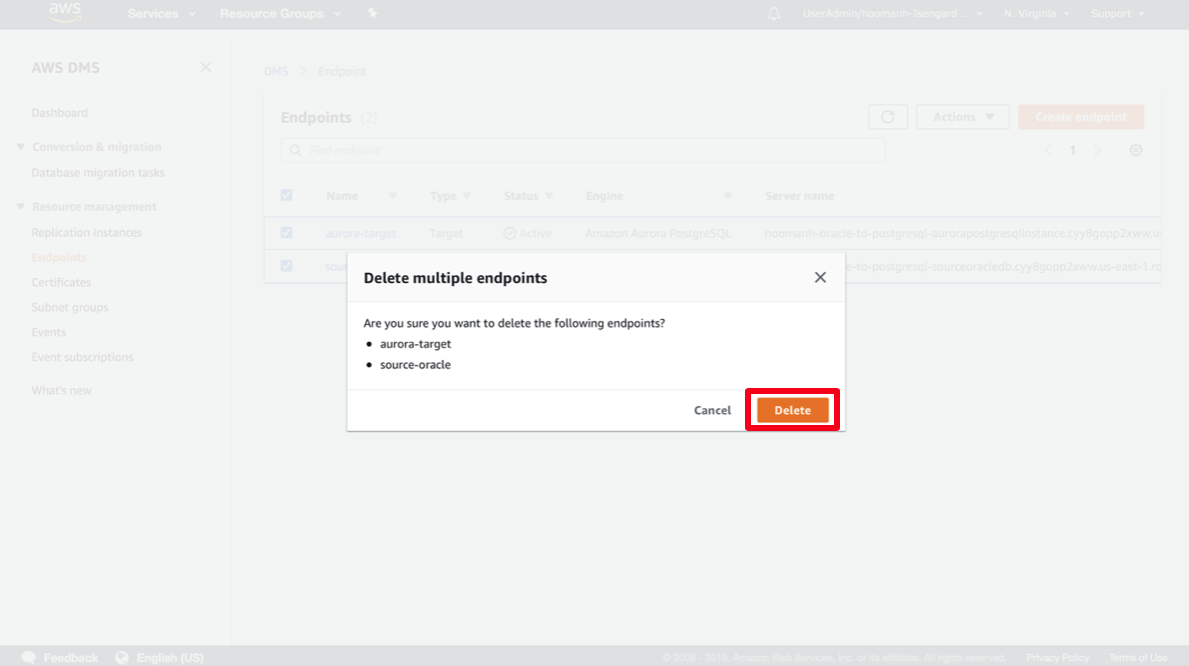 aws
Services
Resource Groups
UserAdmin/hoomanh-Isengard ...
N. Virginia
Support
AWS DMS
DMS
Endpoint
Dashboard
Conversion & migration
Database migration tasks
Resource management
Replication instances
Endpoints
Certificates
Subnet groups
Events
Event subscriptions
What's new
Endpoints (2)
Actions
Create endpoint
Find endpoint
1
Name
Type
Status
Engine
Server name
aurora-target
Target
Active
Amazon Aurora PostgreSQL
hoomanh-oracle-to-postgresql-aurorapostgresqlinstance.cyy8gopp2xww.us
sou
e-to-postgresql-sourceoracledb.cyy8gopp2xww.us-east-1.rd
Delete multiple endpoints
Are you sure you want to delete the following endpoints?
• aurora-target
• source-oracle
Cancel
Delete
Feedback
English (US)
© 2008 - 2019, Amazon Web Services, Inc. or its affiliates. All rights reserved.
Privacy Policy
Terms of Use